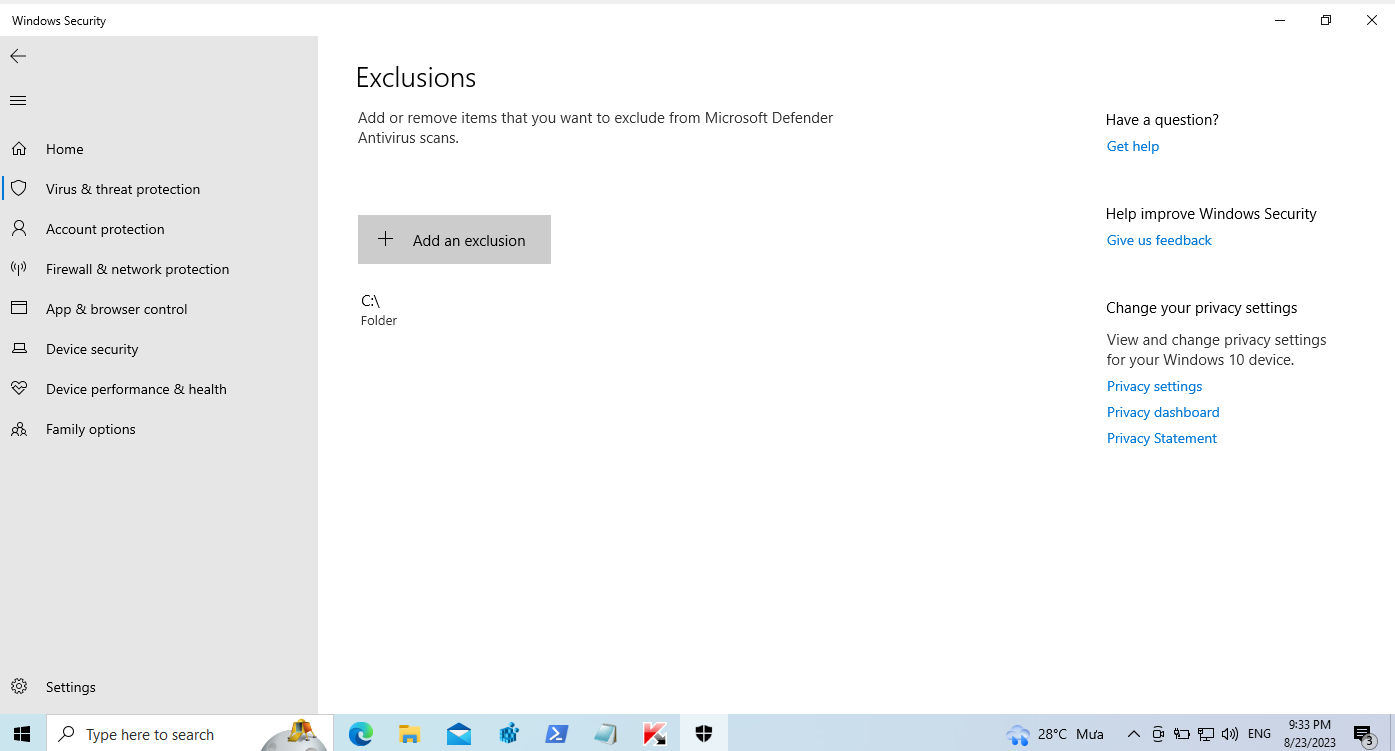 Windows Security
Home
Virus & threat protection
Account protection
Firewall & network protection
App & browser control
Device security
Device performance & health
Family options
Settings
Exclusions
Add or remove items that you want to exclude from Microsoft Defender
Antivirus scans.
Add an exclusion
C:\
Folder
Have a question?
Get help
Help improve Windows Security
Give us feedback
Change your privacy settings
View and change privacy settings
for your Windows 10 device.
Privacy settings
Privacy dashboard
Privacy Statement
Type here to search
28°C Mưa
ENG
9:33 PM
8/23/2023
3